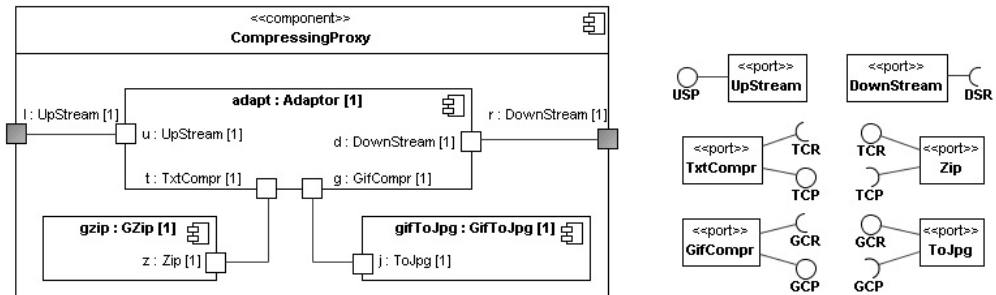 <<component>>
CompressingProxy
l : UpStream [1]
adapt : Adaptor [1]
r : DownStream [1]
u : UpStream [1]
d : DownStream [1]
t : TxtCompr [1]
g : GifCompr [1]
gzip : GZip [1]
z : Zip [1]
gifToJpg : GifToJpg [1]
j : ToJpg [1]
USP
<<port>>
UpStream
<<port>>
DownStream
DSR
<<port>>
TxtCompr
TCR
TCP
TCR
TCP
<<port>>
Zip
<<port>>
GifCompr
GCR
GCP
GCR
GCP
<<port>>
ToJpg